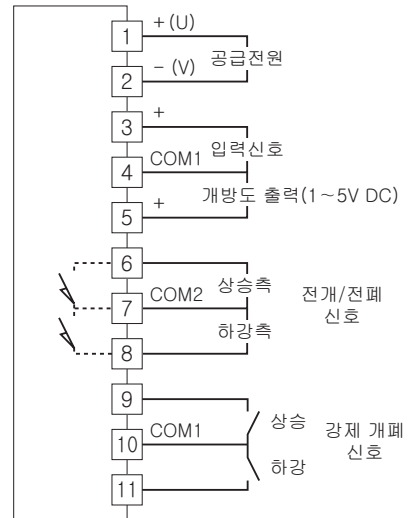 1 + (U)
공급전원
2 − (V)
3 +
입력신호
4 COM1
개방도 출력(1～5V DC)
5 +
6
상승측
전개/전폐
신호
7 COM2
하강측
8
9
상승
강제 개폐
신호
10 COM1
하강
11